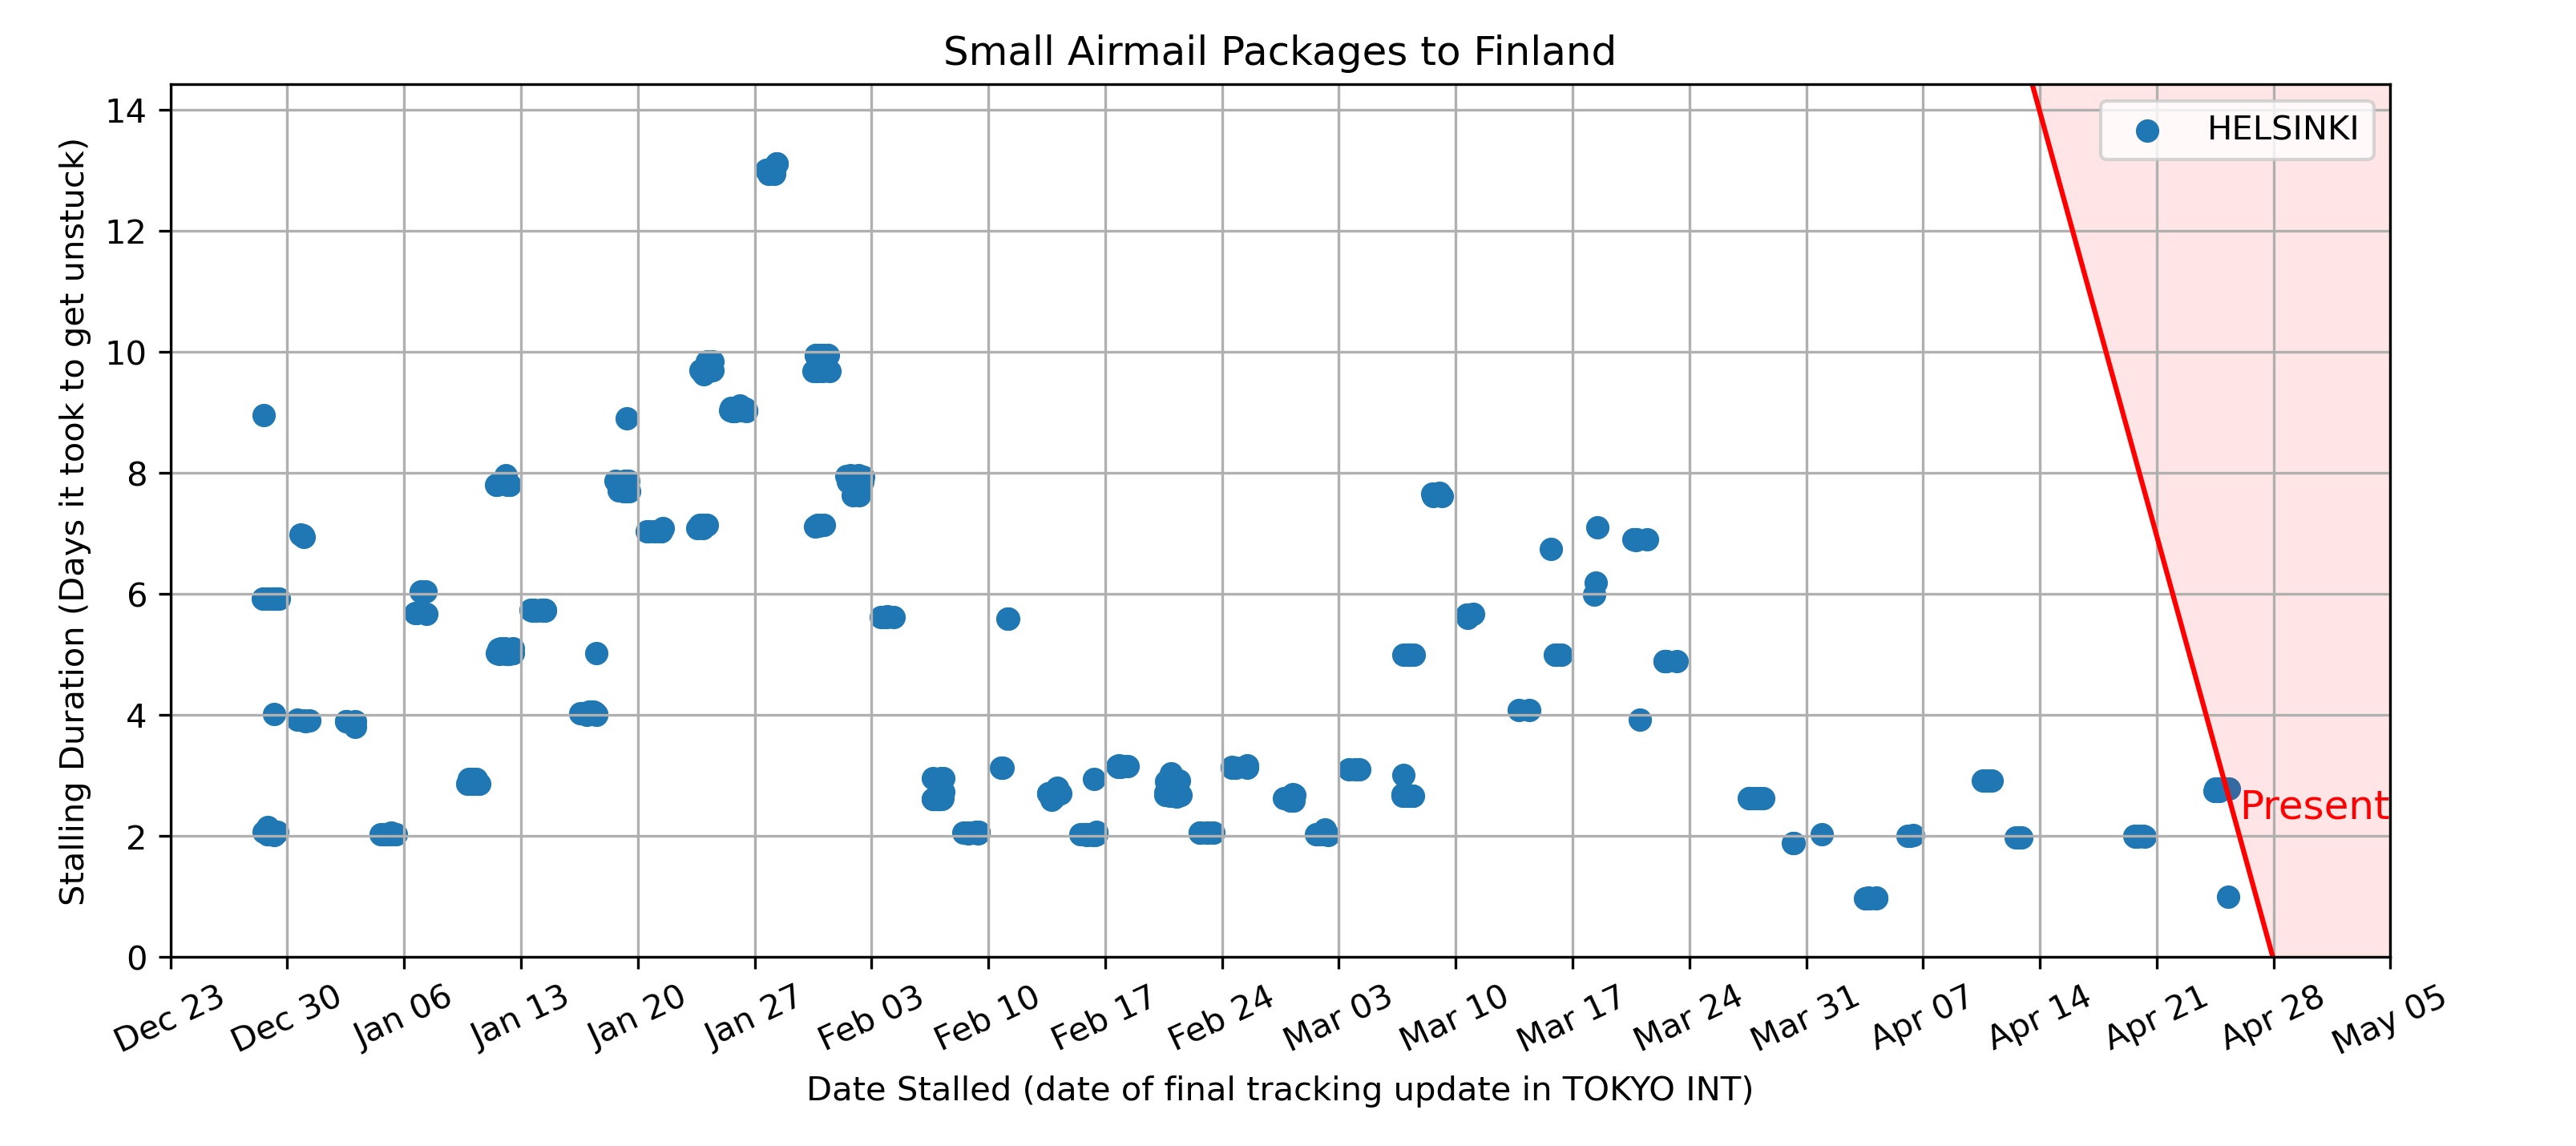 Small Airmail Packages to Finland
Stalling Duration (Days it took to get unstuck)
14
12
10
8
6
4
2
0
HELSINKI
Present
Dec 23
Dec 30
Jan 06
Jan 13
Jan 20
Jan 27
Feb 03
Feb 10
Feb 17
Feb 24
Mar 03
Mar 10
Mar 17
Mar 24
Mar 31
Apr 07
Apr 14
Apr 21
Apr 28
May 05
Date Stalled (date of final tracking update in TOKYO INT)